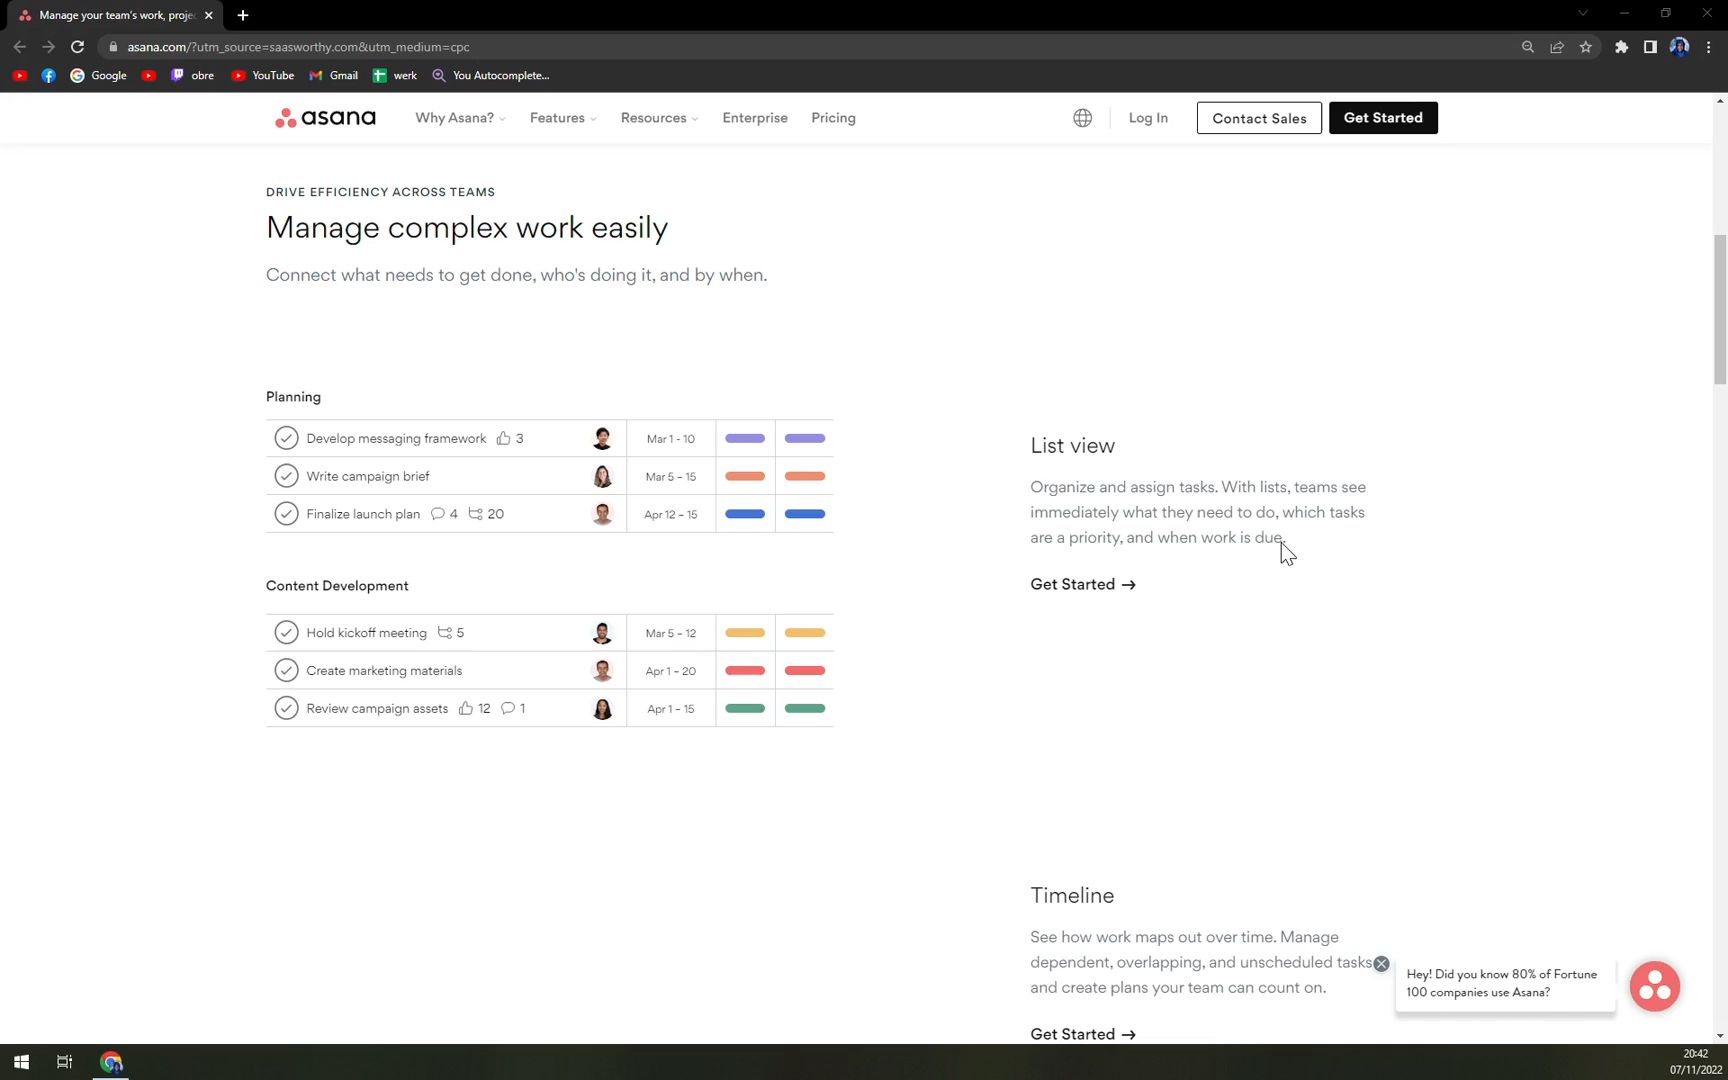 Manage your team's work, projec
asana.com/?utm_source=saasworthy.com&utm_medium=cpc
Google
obre
YouTube
Gmail
werk
You Autocomplete...
asana
Why Asana?
Features
Resources
Enterprise
Pricing
Log In
Contact Sales
Get Started
DRIVE EFFICIENCY ACROSS TEAMS
Manage complex work easily
Connect what needs to get done, who's doing it, and by when.
Planning
Develop messaging framework 3 Mar 1 - 10
Write campaign brief Mar 5 – 15
Finalize launch plan 4 20 Apr 12 – 15
Content Development
Hold kickoff meeting 5 Mar 5 – 12
Create marketing materials Apr 1 – 20
Review campaign assets 12 1 Apr 1 – 15
List view
Organize and assign tasks. With lists, teams see
immediately what they need to do, which tasks
are a priority, and when work is due.
Get Started →
Timeline
See how work maps out over time. Manage
dependent, overlapping, and unscheduled tasks
and create plans your team can count on.
Get Started →
Hey! Did you know 80% of Fortune
100 companies use Asana?
20:42
07/11/2022